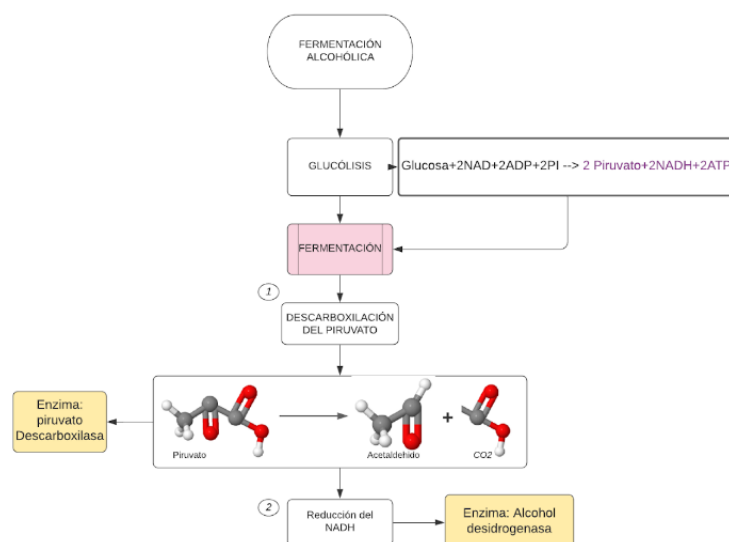 FERMENTACIÓN
ALCOHÓLICA
GLUCÓLISIS
Glucosa+2NAD+2ADP+2PI --> 2 Piruvato+2NADH+2ATP
FERMENTACIÓN
1
DESCARBOXILACIÓN
DEL PIRUVATO
Enzima:
piruvato
Descarboxilasa
+
Piruvato
Acetaldehido
CO2
2
Reducción del
NADH
Enzima: Alcohol
desidrogenasa